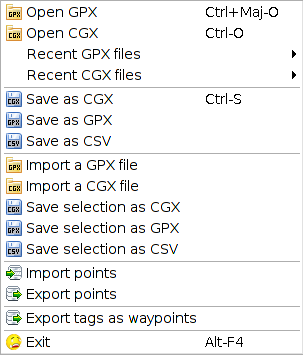 Open GPX Ctrl+Maj-O
Open CGX Ctrl-O
Recent GPX files
Recent CGX files
Save as CGX Ctrl-S
Save as GPX
Save as CSV
Import a GPX file
Import a CGX file
Save selection as CGX
Save selection as GPX
Save selection as CSV
Import points
Export points
Export tags as waypoints
Exit Alt-F4